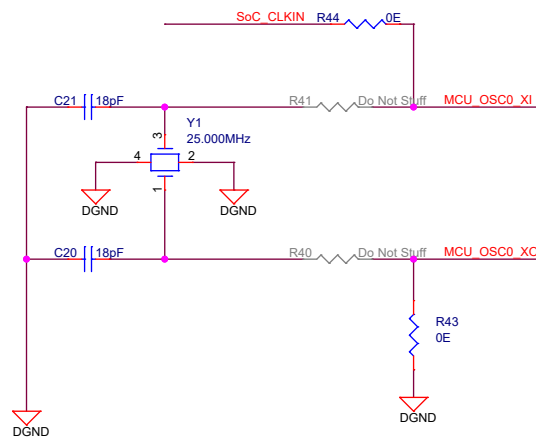 SoC_CLKIN R44 0E
C21 18pF R41 Do Not Stuff MCU_OSC0_XI
Y1
25.000MHz
3
4 2
1
DGND DGND
C20 18pF R40 Do Not Stuff MCU_OSC0_XO
R43
0E
DGND DGND